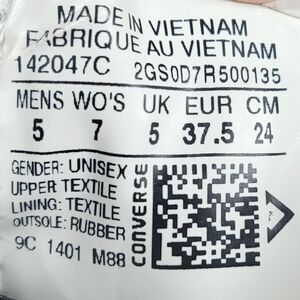 MADE IN VIETNAM
FABRIQUE AU VIETNAM
142047C 2GS0D7R500135
MENS WO'S UK EUR CM
5 7 5 37.5 24
GENDER: UNISEX
UPPER: TEXTILE
LINING: TEXTILE
OUTSOLE: RUBBER
9C 1401 M88
CONVERSE